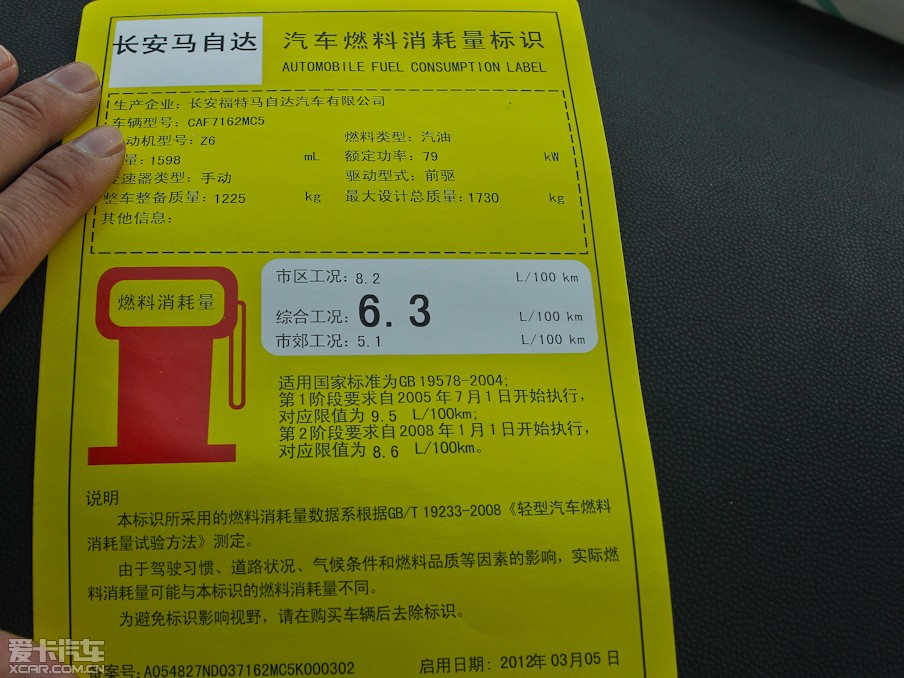 长安马自达 汽车燃料消耗量标识
AUTOMOBILE FUEL CONSUMPTION LABEL
生产企业：长安福特马自达汽车有限公司
车辆型号：CAF7162MC5
动机型号：Z6 燃料类型：汽油
量：1598 mL 额定功率：79 kW
变速器类型：手动 驱动型式：前驱
整车整备质量：1225 kg 最大设计总质量：1730 kg
其他信息：
燃料消耗量
市区工况：8.2 L/100 km
综合工况：6.3 L/100 km
市郊工况：5.1 L/100 km
适用国家标准为GB 19578-2004;
第1阶段要求自2005年7月1日开始执行，
对应限值为 9.5 L/100km;
第2阶段要求自2008年1月1日开始执行，
对应限值为 8.6 L/100km。
说明
本标识所采用的燃料消耗量数据系根据GB/T 19233-2008《轻型汽车燃料
消耗量试验方法》测定。
由于驾驶习惯、道路状况、气候条件和燃料品质等因素的影响，实际燃
料消耗量可能与本标识的燃料消耗量不同。
为避免标识影响视野，请在购买车辆后去除标识。
备案号：A054827ND037162MC5K000302 启用日期：2012年03月05日
爱卡汽车
XCAR.COM.CN